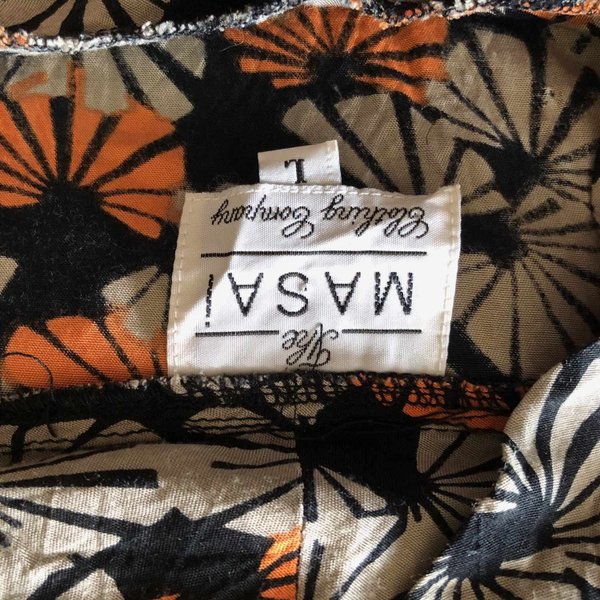 The
MASAi
Clothing Company
L